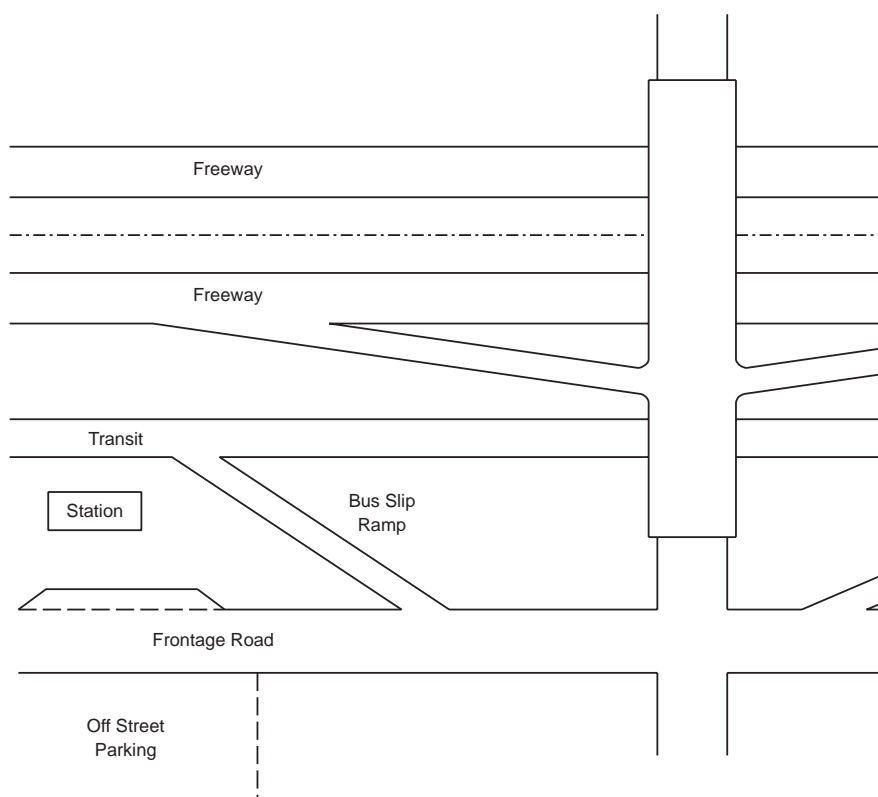 Freeway
Freeway
Transit
Station
Bus Slip
Ramp
Frontage Road
Off Street
Parking